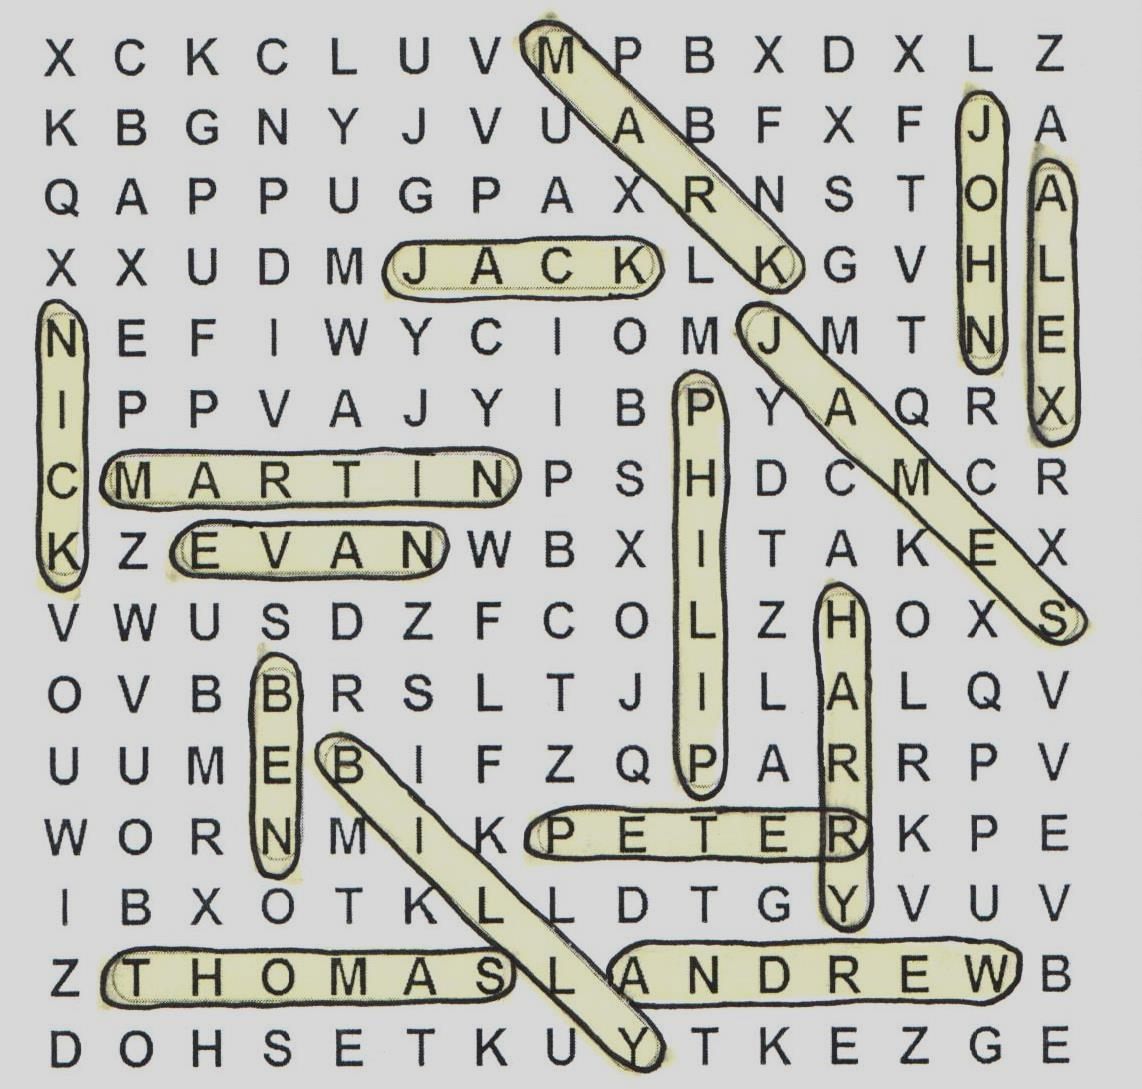 X C K C L U V M P B X D X L Z
K B G N Y J V U A B F X F J A
Q A P P U G P A X R N S T O A
X X U D M J A C K L K G V H L
N E F I W Y C I O M J M T N E
I P P V A J Y I B P Y A Q R X
C M A R T I N P S H D C M C R
K Z E V A N W B X I T A K E X
V W U S D Z F C O L Z H O X S
O V B B R S L T J I L A L Q V
U U M E B I F Z Q P A R R P V
W O R N M I K P E T E R K P E
I B X O T K L L D T G Y V U V
Z T H O M A S L A N D R E W B
D O H S E T K U Y T K E Z G E